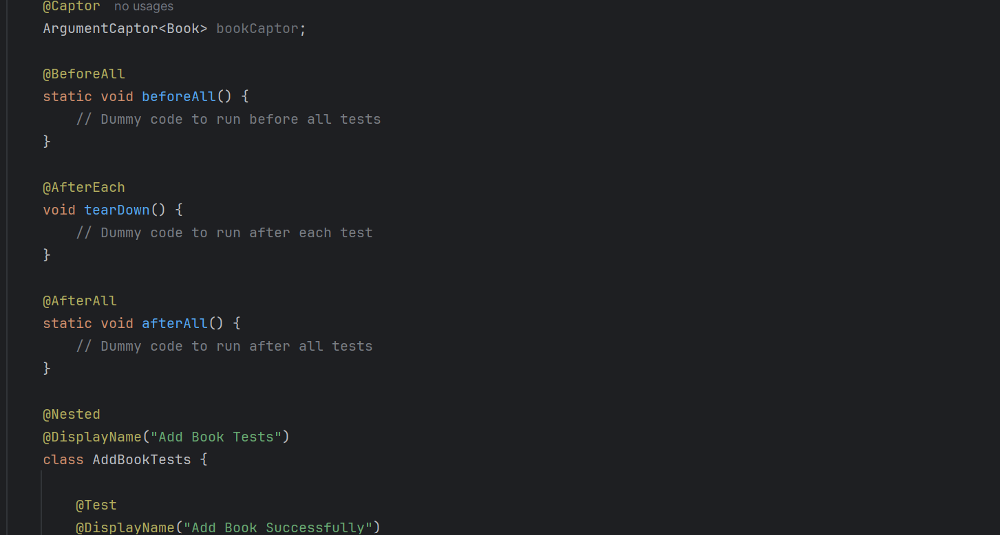 @Captor no usages
ArgumentCaptor<Book> bookCaptor;
@BeforeAll
static void beforeAll() {
// Dummy code to run before all tests
}
@AfterEach
void tearDown() {
// Dummy code to run after each test
}
@AfterAll
static void afterAll() {
// Dummy code to run after all tests
}
@Nested
@DisplayName("Add Book Tests")
class AddBookTests {
@Test
@DisplayName("Add Book Successfully")